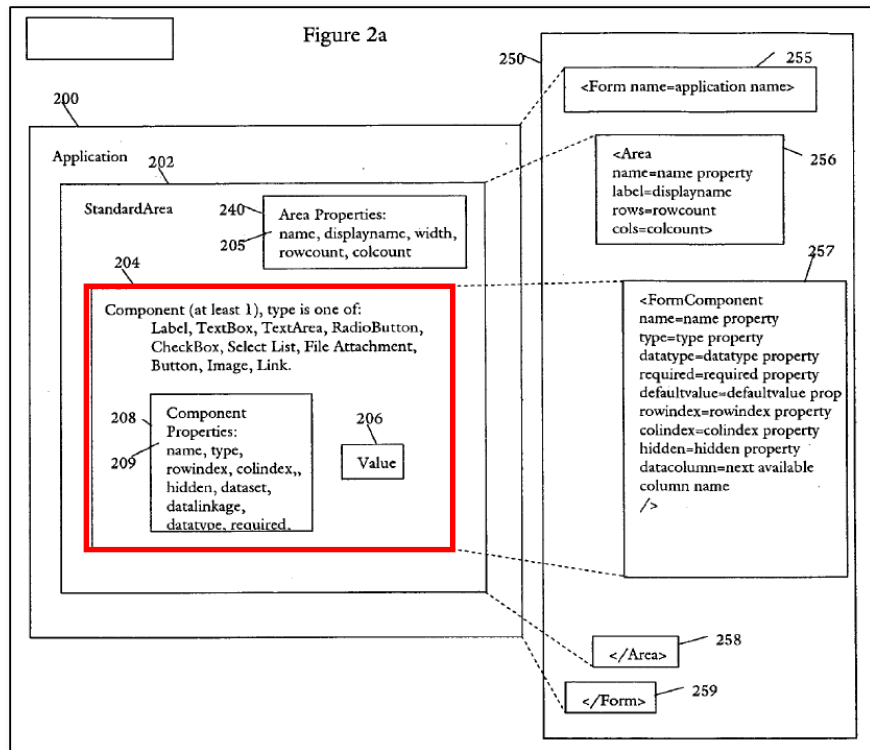 Figure 2a
200
Application
202
StandardArea
240
Area Properties:
205
name, displayname, width,
rowcount, colcount
204
Component (at least 1), type is one of:
Label, TextBox, TextArea, RadioButton,
CheckBox, Select List, File Attachment,
Button, Image, Link.
208
Component
Properties:
209
name, type,
rowindex, colindex,,
hidden, dataset,
datalinkage,
datatype, required,
206
Value
250
255
<Form name=application name>
256
<Area
name=name property
label=displayname
rows=rowcount
cols=colcount>
257
<FormComponent
name=name property
type=type property
datatype=datatype property
required=required property
defaultvalue=defaultvalue prop
rowindex=rowindex property
colindex=colindex property
hidden=hidden property
datacolumn=next available
column name
/>
258
</Area>
259
</Form>